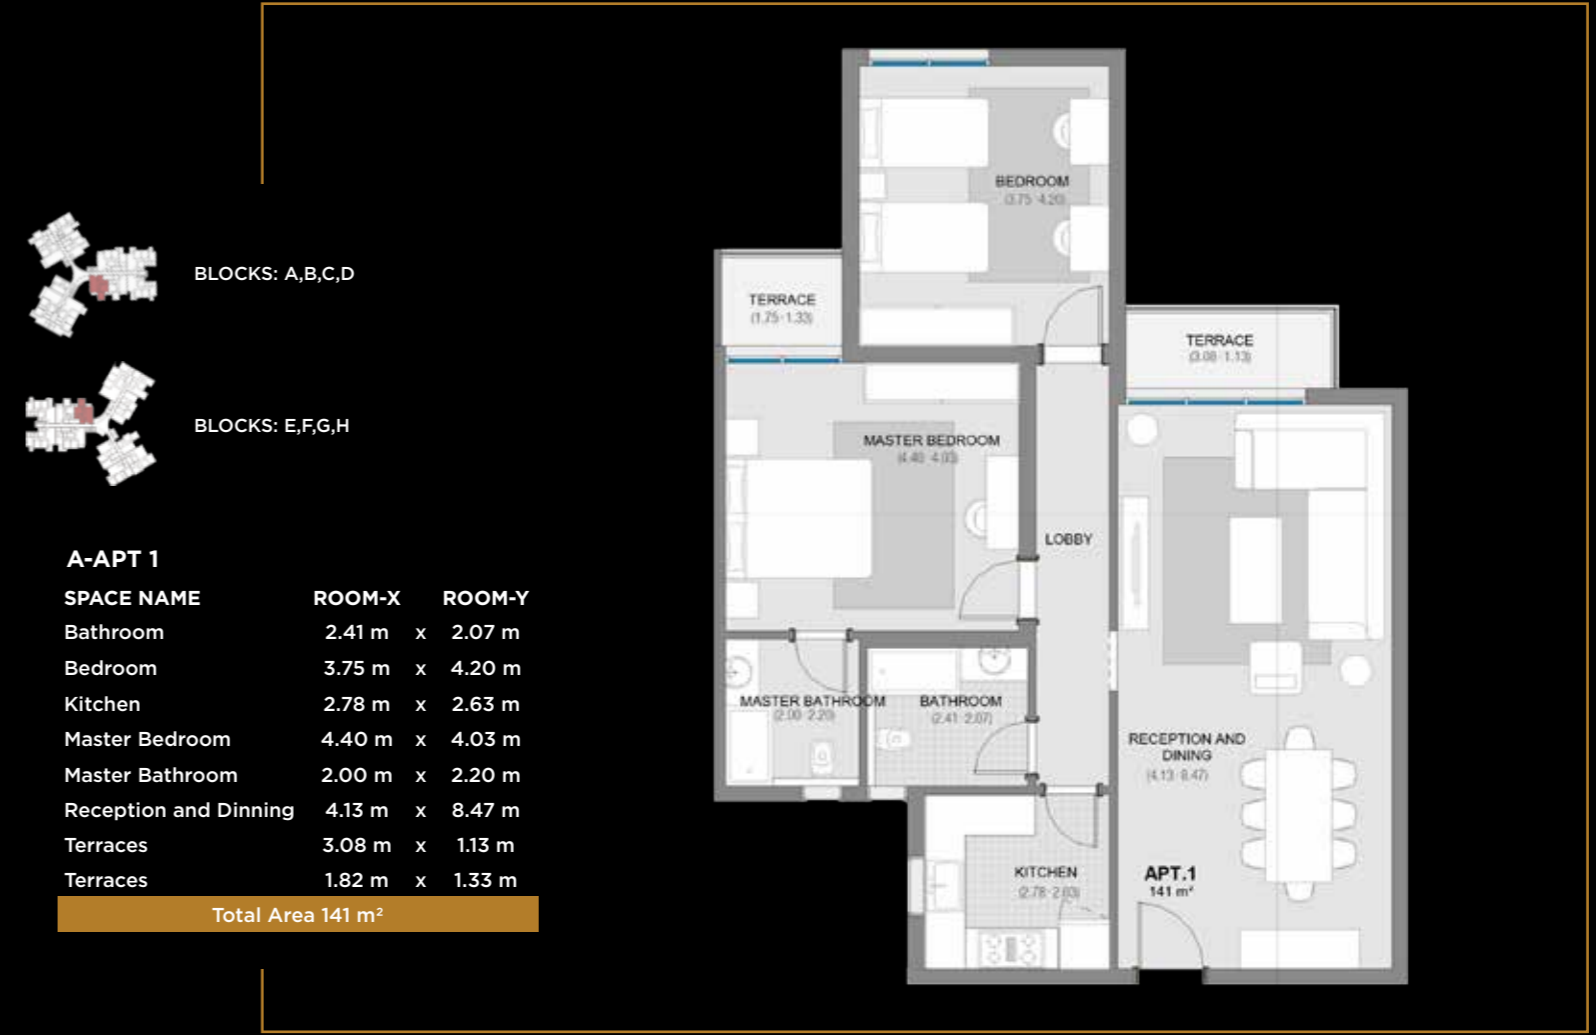 BLOCKS: A,B,C,D
BLOCKS: E,F,G,H
A-APT 1
SPACE NAME ROOM-X ROOM-Y
Bathroom 2.41 m x 2.07 m
Bedroom 3.75 m x 4.20 m
Kitchen 2.78 m x 2.63 m
Master Bedroom 4.40 m x 4.03 m
Master Bathroom 2.00 m x 2.20 m
Reception and Dinning 4.13 m x 8.47 m
Terraces 3.08 m x 1.13 m
Terraces 1.82 m x 1.33 m
Total Area 141 m²
BEDROOM
(3.75·4.20)
TERRACE
(1.75·1.33)
TERRACE
(3.08·1.13)
MASTER BEDROOM
(4.40·4.03)
LOBBY
MASTER BATHROOM
(2.00·2.20)
BATHROOM
(2.41·2.07)
RECEPTION AND
DINING
(4.13·8.47)
KITCHEN
(2.78·2.63)
APT.1
141 m²